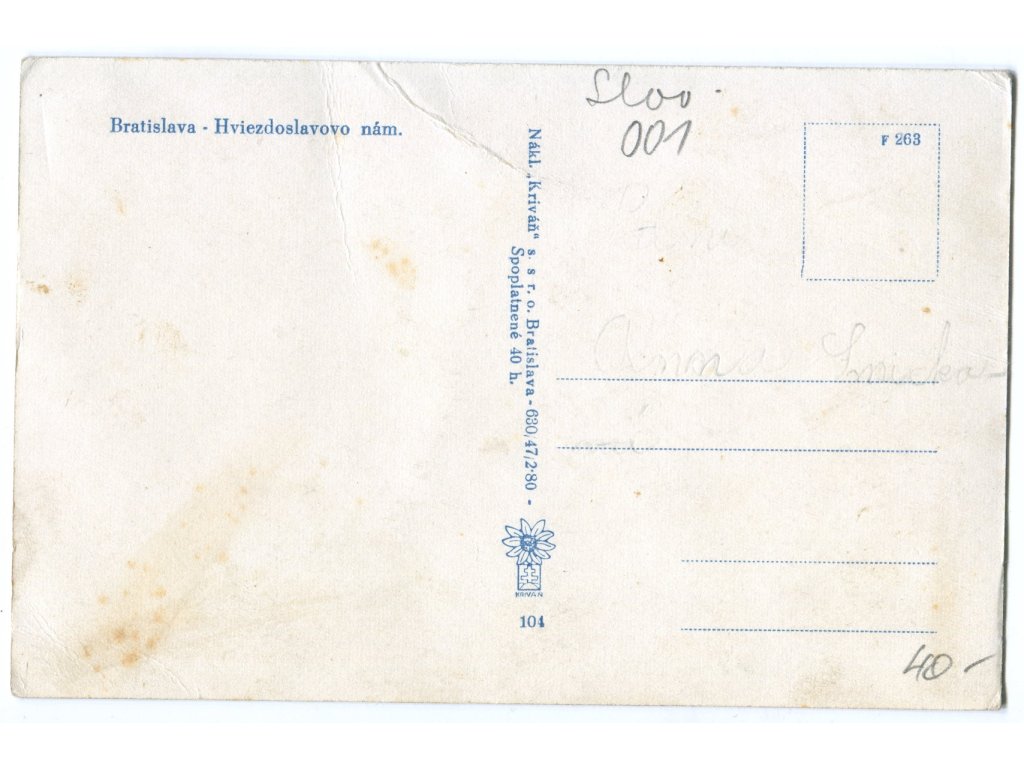 Bratislava - Hviezdoslavovo nám.
Nákl. „Kriváň“ s. s r. o. Bratislava - 630/47/2·80 -
Spoplatnené 40 h.
KRIVÁŇ
104
Slov.
001
F 263
Anna
40-